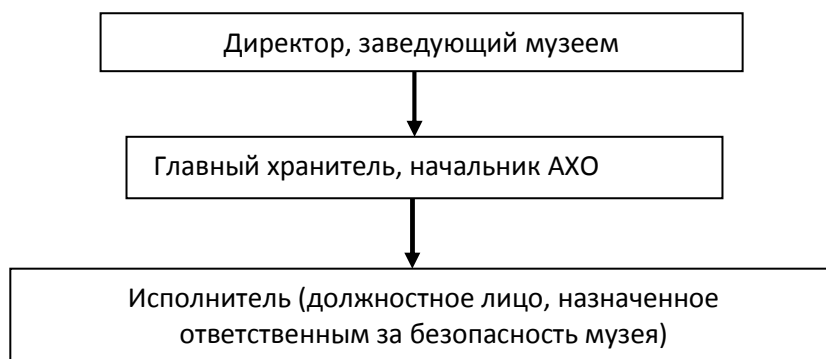 Директор, заведующий музеем
Главный хранитель, начальник АХО
Исполнитель (должностное лицо, назначенное
ответственным за безопасность музея)